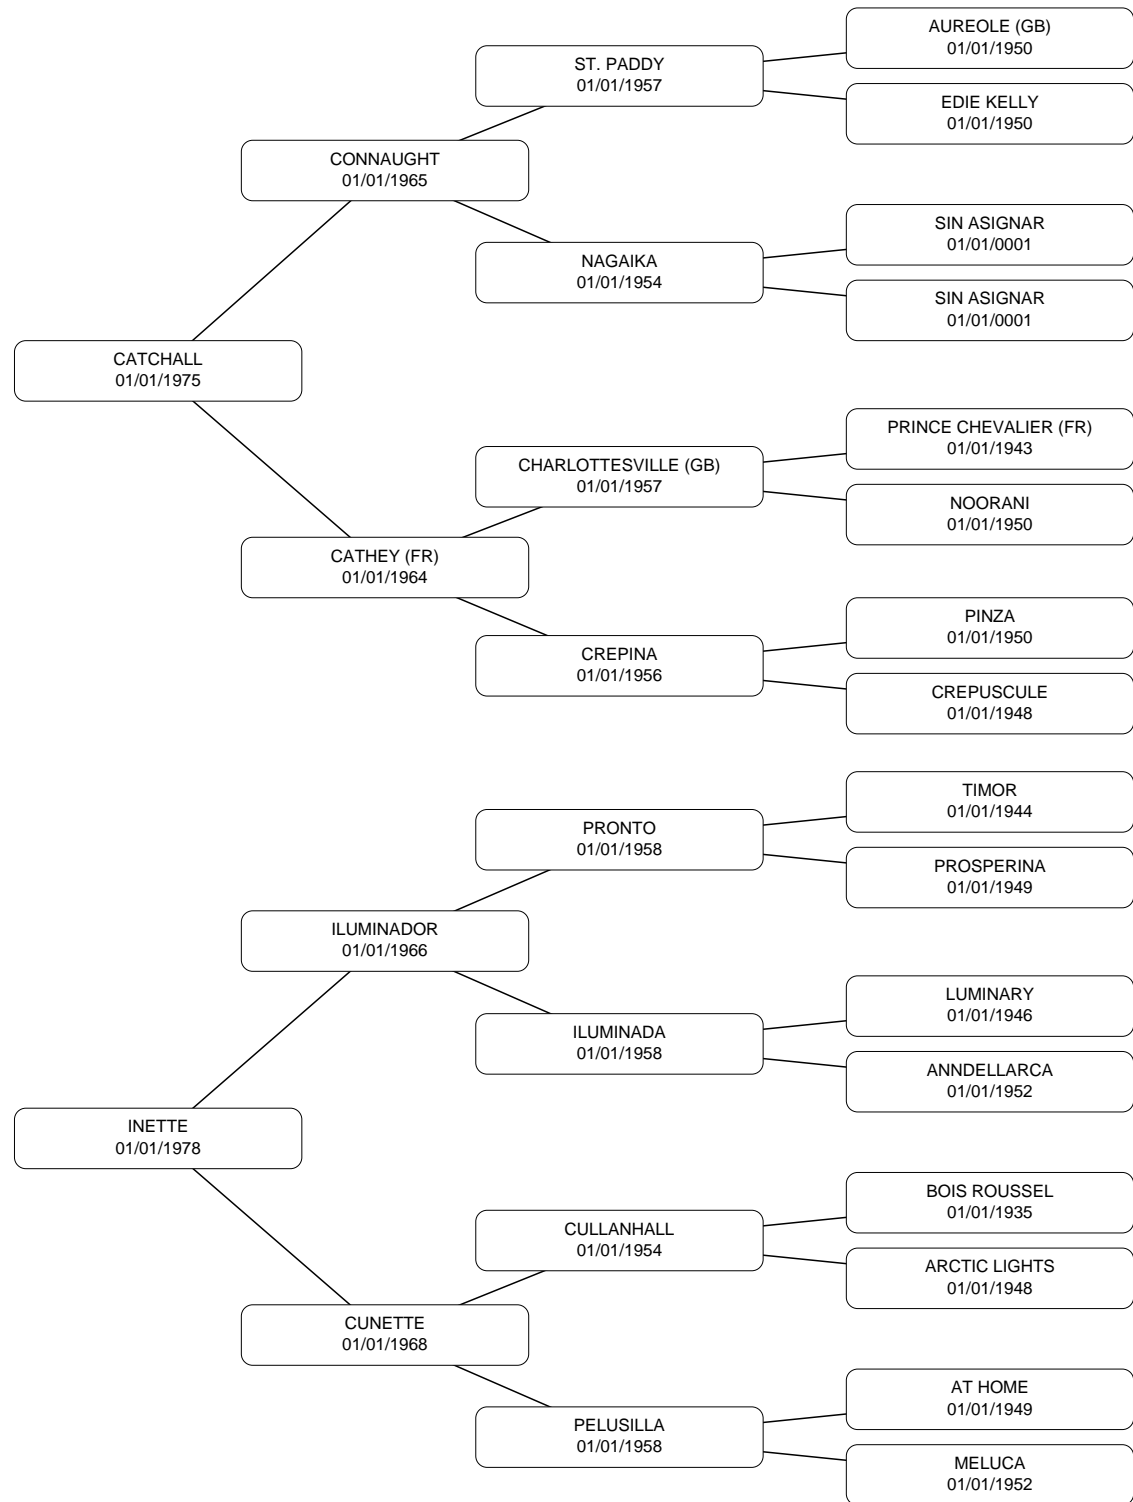 AUREOLE (GB)
01/01/1950
ST. PADDY
01/01/1957
EDIE KELLY
01/01/1950
CONNAUGHT
01/01/1965
SIN ASIGNAR
01/01/0001
NAGAIKA
01/01/1954
SIN ASIGNAR
01/01/0001
CATCHALL
01/01/1975
PRINCE CHEVALIER (FR)
01/01/1943
CHARLOTTESVILLE (GB)
01/01/1957
NOORANI
01/01/1950
CATHEY (FR)
01/01/1964
PINZA
01/01/1950
CREPINA
01/01/1956
CREPUSCULE
01/01/1948
TIMOR
01/01/1944
PRONTO
01/01/1958
PROSPERINA
01/01/1949
ILUMINADOR
01/01/1966
LUMINARY
01/01/1946
ILUMINADA
01/01/1958
ANNDELLARCA
01/01/1952
INETTE
01/01/1978
BOIS ROUSSEL
01/01/1935
CULLANHALL
01/01/1954
ARCTIC LIGHTS
01/01/1948
CUNETTE
01/01/1968
AT HOME
01/01/1949
PELUSILLA
01/01/1958
MELUCA
01/01/1952